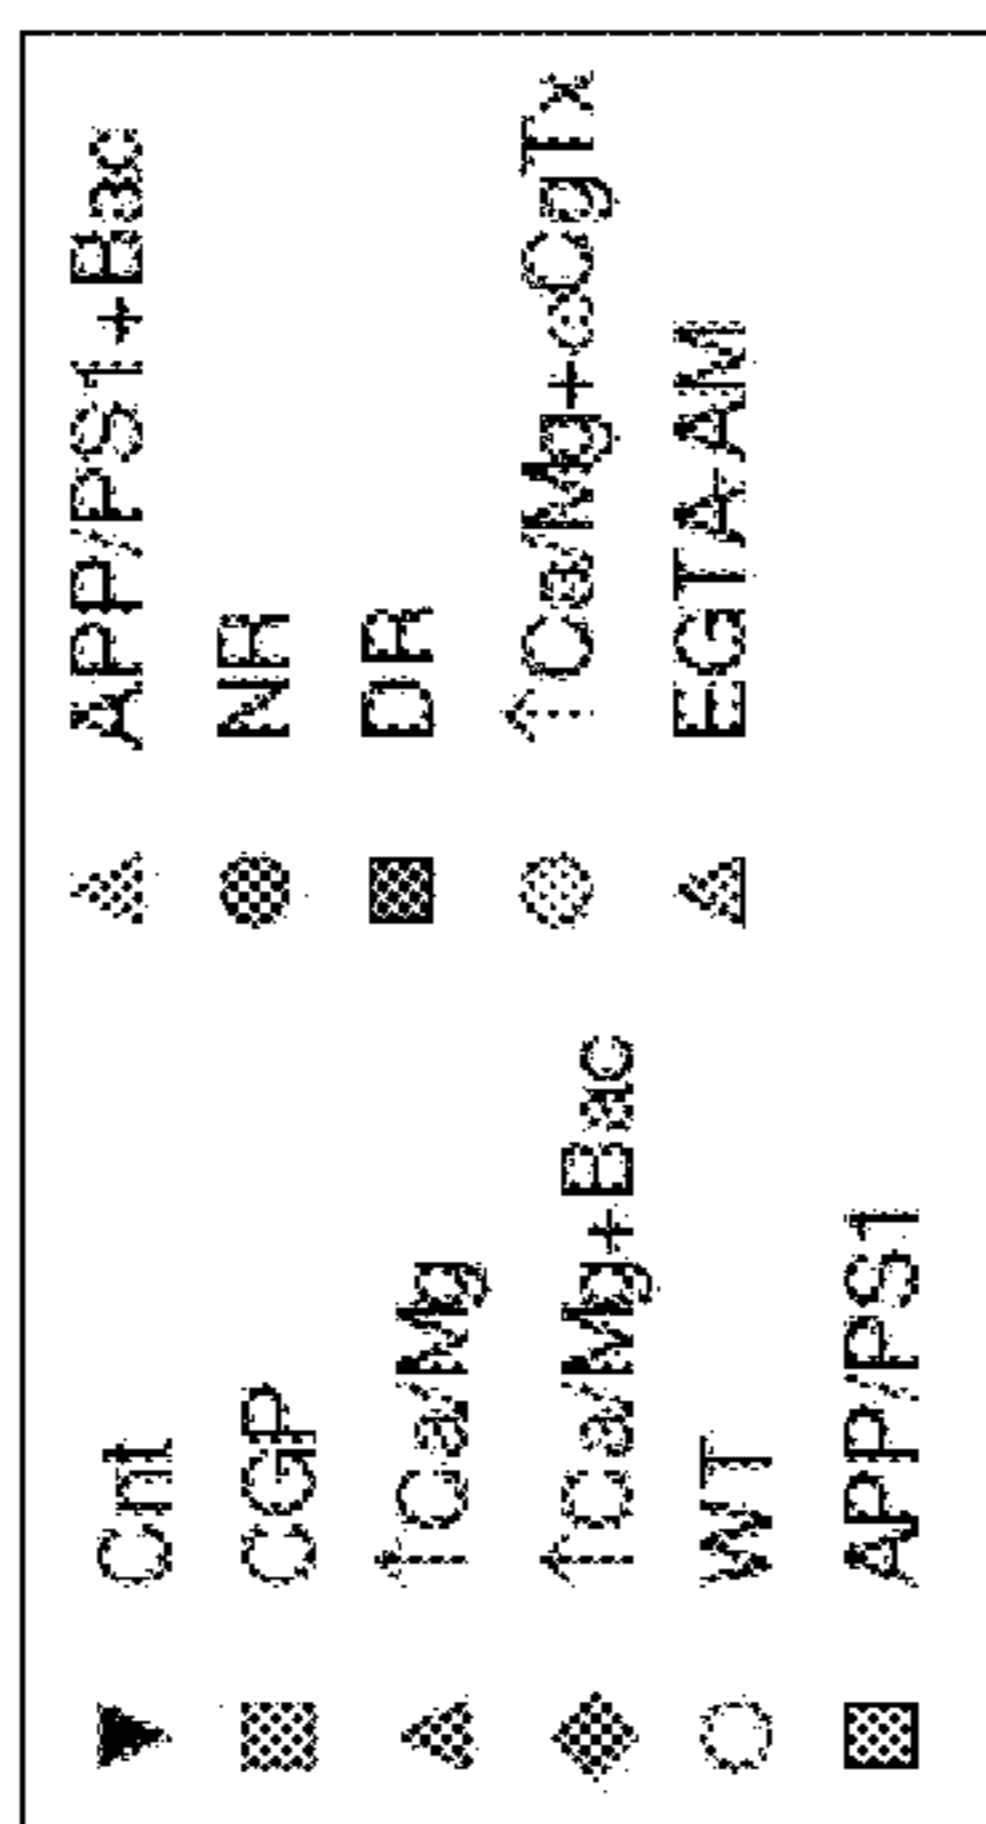 Cnt
CGP
↑Ca/Mg
↑Ca/Mg+Bac
WT
APP/PS1
APP/PS1+Bac
NR
DR
↑Ca/Mg+eCgTx
EGTA-AM